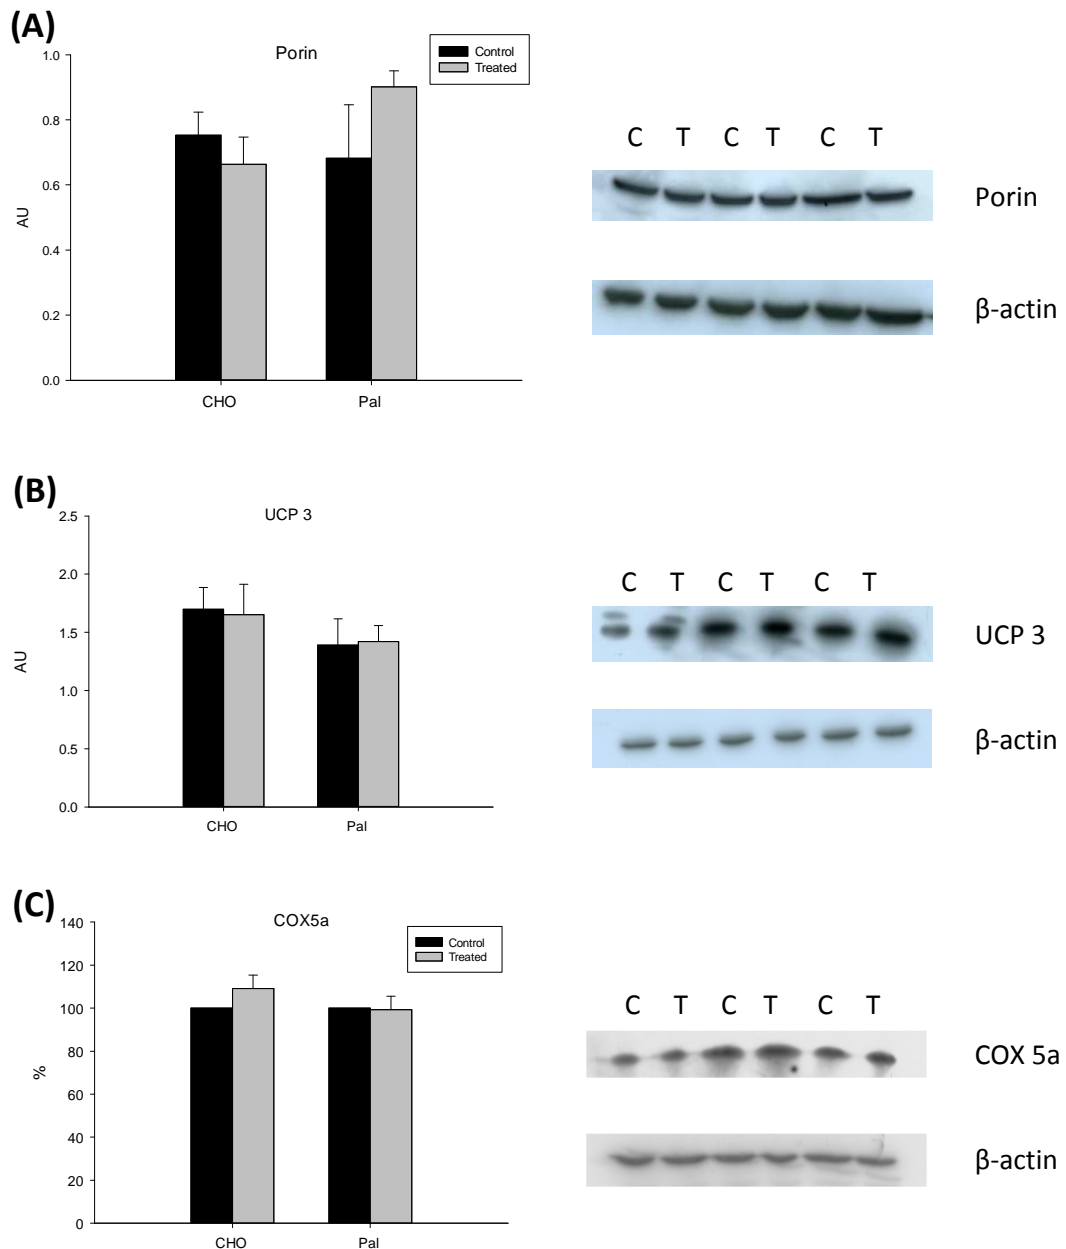 (A)
Porin
Control
Treated
1.0
0.8
0.6
0.4
0.2
0.0
AU
CHO
Pal
C T C T C T
Porin
β-actin
(B)
UCP 3
2.5
2.0
1.5
1.0
0.5
0.0
AU
CHO
Pal
C T C T C T
UCP 3
β-actin
(C)
COX5a
Control
Treated
140
120
100
80
60
40
20
0
%
CHO
Pal
C T C T C T
COX 5a
β-actin